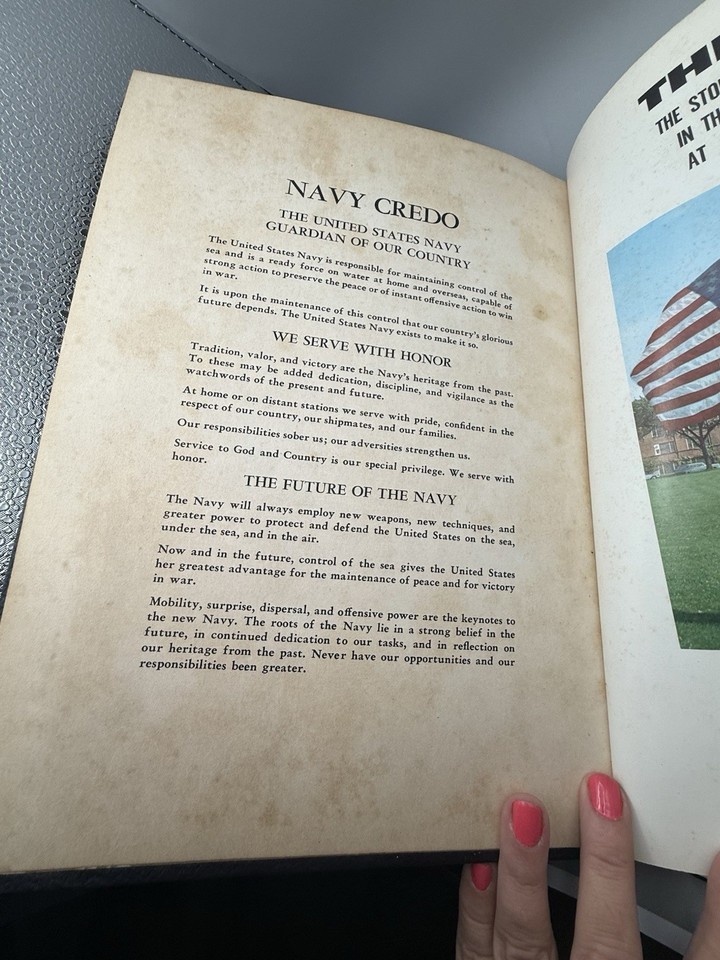 NAVY CREDO
THE UNITED STATES NAVY
GUARDIAN OF OUR COUNTRY
The United States Navy is responsible for maintaining control of the
sea and is a ready force on water at home and overseas, capable of
strong action to preserve the peace or of instant offensive action to win
in war.
It is upon the maintenance of this control that our country's glorious
future depends. The United States Navy exists to make it so.
WE SERVE WITH HONOR
Tradition, valor, and victory are the Navy's heritage from the past.
To these may be added dedication, discipline, and vigilance as the
watchwords of the present and future.
At home or on distant stations we serve with pride, confident in the
respect of our country, our shipmates, and our families.
Our responsibilities sober us; our adversities strengthen us.
Service to God and Country is our special privilege. We serve with
honor.
THE FUTURE OF THE NAVY
The Navy will always employ new weapons, new techniques, and
greater power to protect and defend the United States on the sea,
under the sea, and in the air.
Now and in the future, control of the sea gives the United States
her greatest advantage for the maintenance of peace and for victory
in war.
Mobility, surprise, dispersal, and offensive power are the keynotes to
the new Navy. The roots of the Navy lie in a strong belief in the
future, in continued dedication to our tasks, and in reflection on
our heritage from the past. Never have our opportunities and our
responsibilities been greater.
THE
IN
AT